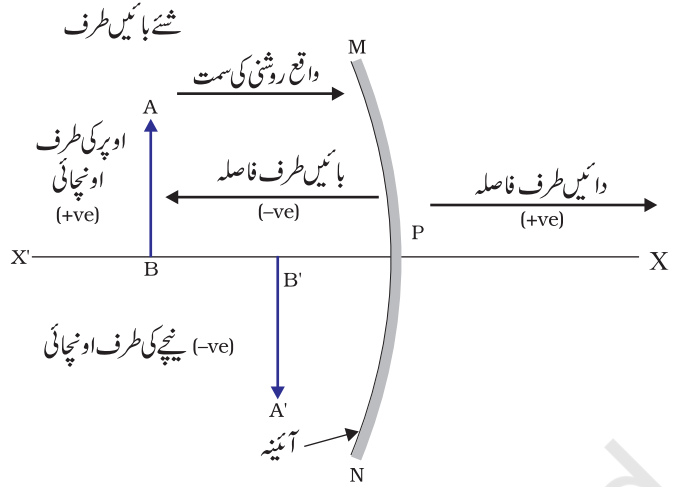 شئے بائیں طرف
M
واقع روشنی کی سمت
A
اوپر کی طرف
اونچائی
(+ve)
بائیں طرف فاصلہ
(–ve)
دائیں طرف فاصلہ
(+ve)
P
X'
B
X
B'
نیچے کی طرف اونچائی (–ve)
A'
آئینہ
N